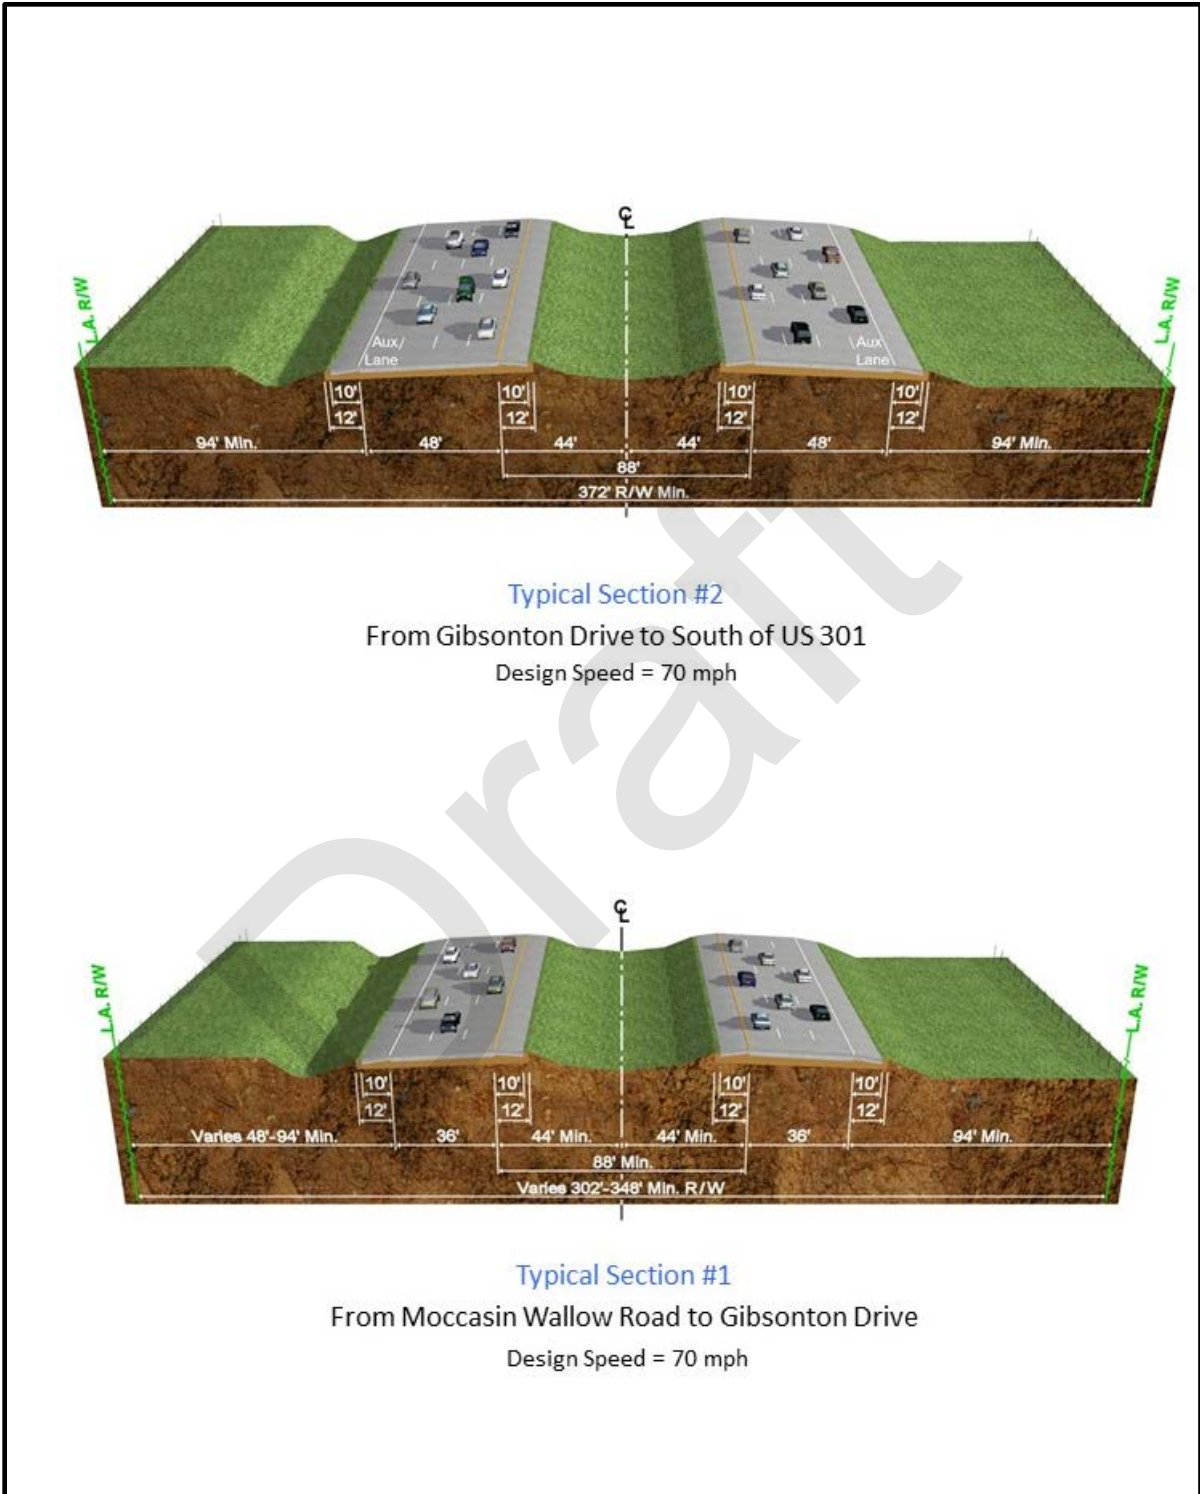 ℄
L.A. R/W
L.A. R/W
Aux
Lane
Aux
Lane
10' 10' 10' 10'
12' 12' 12' 12'
94' Min. 48' 44' 44' 48' 94' Min.
88'
372' R/W Min.
Typical Section #2
From Gibsonton Drive to South of US 301
Design Speed = 70 mph
Draft
℄
L.A. R/W
L.A. R/W
10' 10' 10' 10'
12' 12' 12' 12'
Varies 48'-94' Min. 36' 44' Min. 44' Min. 36' 94' Min.
88' Min.
Varies 302'-348' Min. R/W
Typical Section #1
From Moccasin Wallow Road to Gibsonton Drive
Design Speed = 70 mph